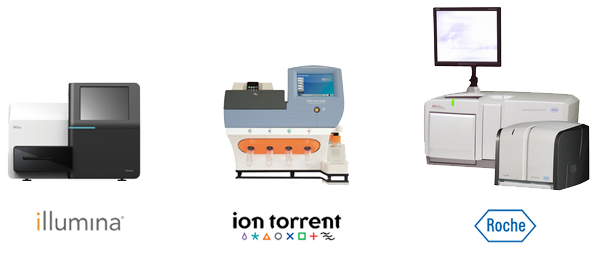 illumina®
ion torrent
Roche